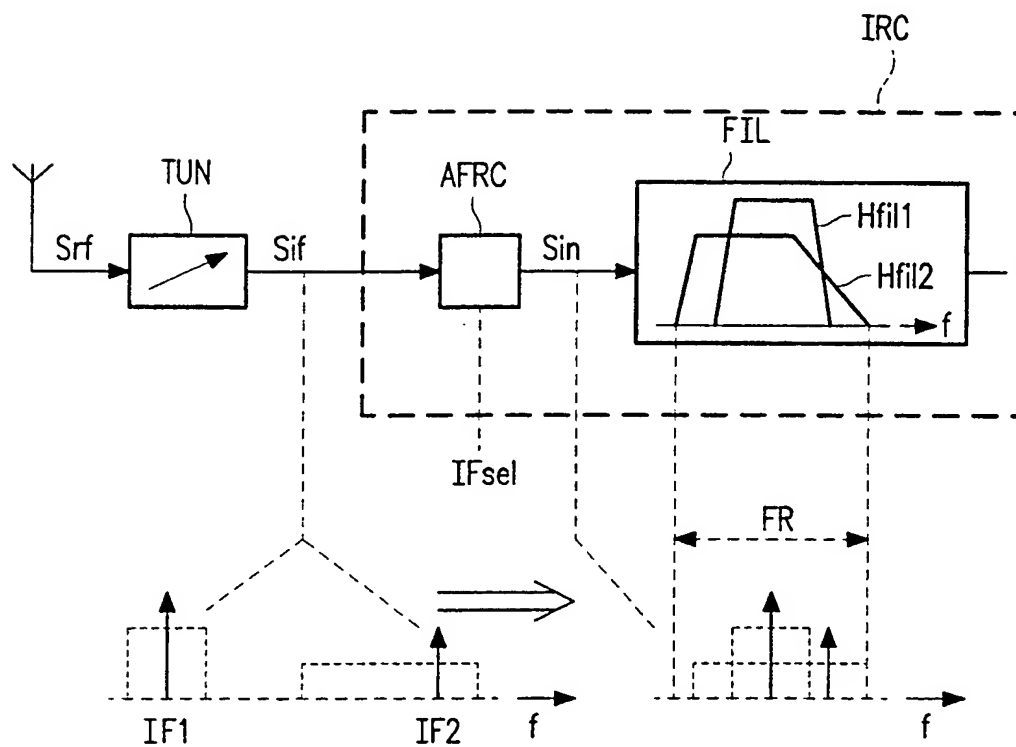 IRC
FIL
TUN
AFRC
Srf
Sif
Sin
Hfil1
Hfil2
f
IFsel
FR
IF1
IF2
f
f